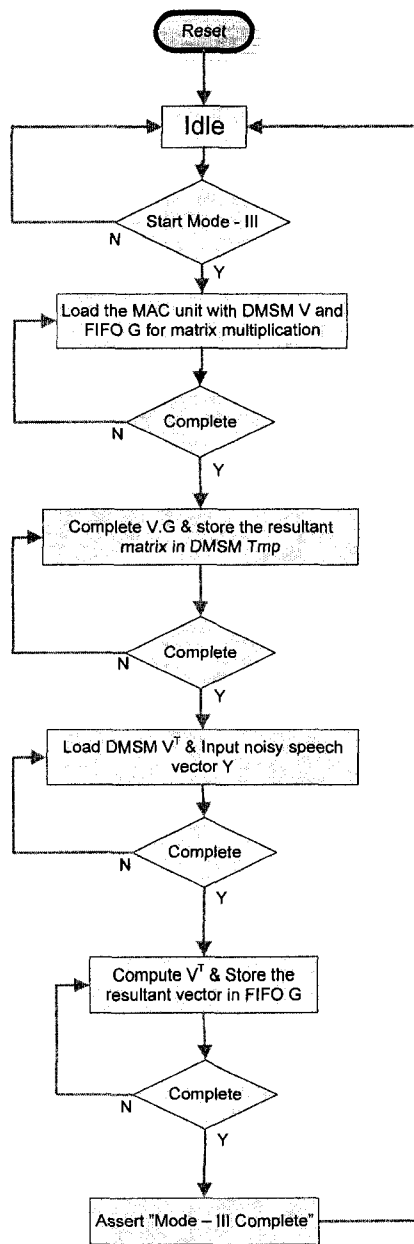 Reset
Idle
Start Mode - III
N
Y
Load the MAC unit with DMSM V and
FIFO G for matrix multiplication
Complete
N
Y
Complete V.G & store the resultant
matrix in DMSM Tmp
Complete
N
Y
Load DMSM Vᵀ & Input noisy speech
vector Y
Complete
N
Y
Compute Vᵀ & Store the
resultant vector in FIFO G
Complete
N
Y
Assert "Mode – III Complete"